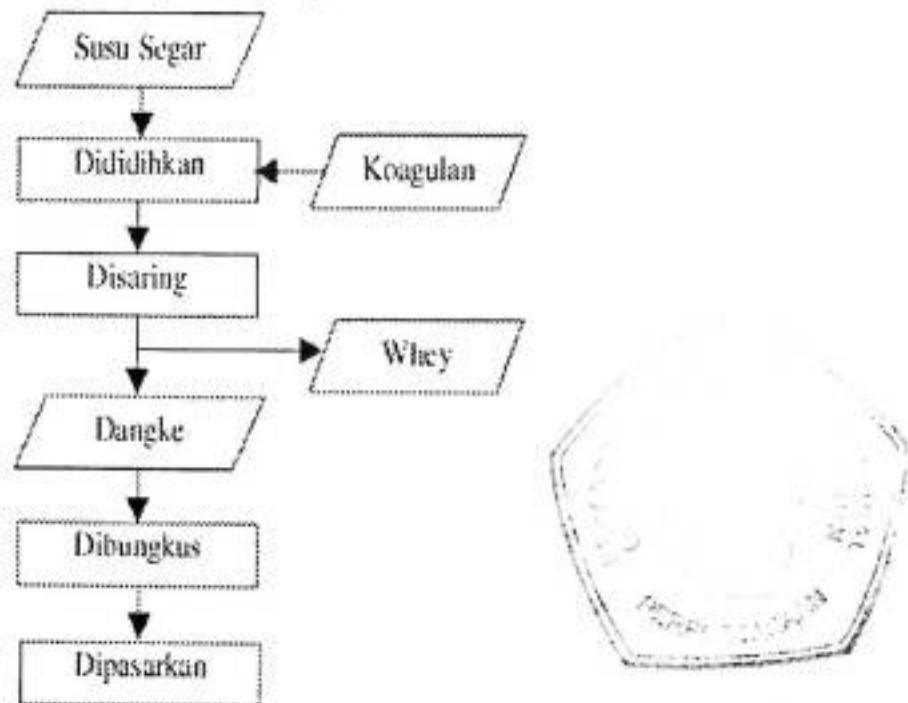 Susu Segar
Dididihkan
Koagulan
Disaring
Whey
Dangke
Dibungkus
Dipasarkan